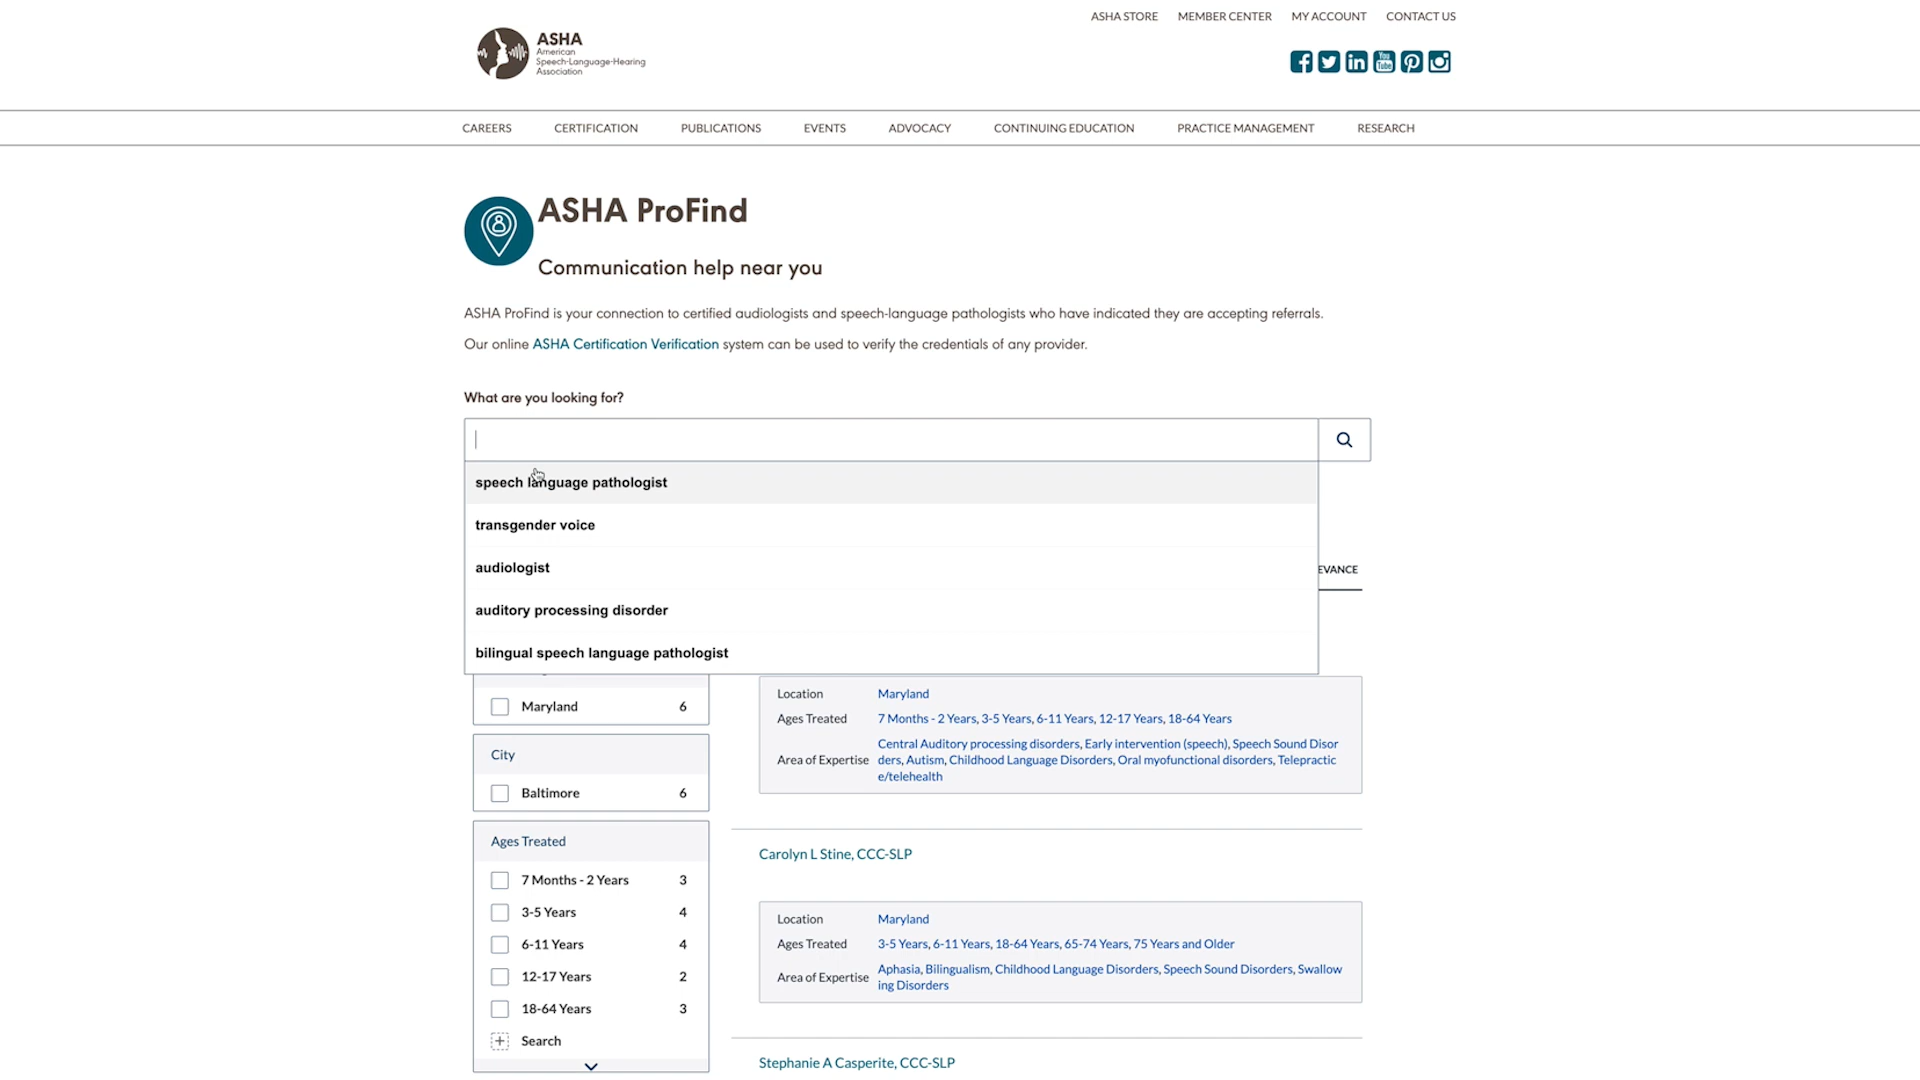 ASHA STORE MEMBER CENTER MY ACCOUNT CONTACT US
ASHA
American
Speech-Language-Hearing
Association
You
Tube
CAREERS CERTIFICATION PUBLICATIONS EVENTS ADVOCACY CONTINUING EDUCATION PRACTICE MANAGEMENT RESEARCH
ASHA ProFind
Communication help near you
ASHA ProFind is your connection to certified audiologists and speech-language pathologists who have indicated they are accepting referrals.
Our online ASHA Certification Verification system can be used to verify the credentials of any provider.
What are you looking for?
speech language pathologist
transgender voice
audiologist
EVANCE
auditory processing disorder
bilingual speech language pathologist
Maryland 6
City
Baltimore 6
Ages Treated
7 Months - 2 Years 3
3-5 Years 4
6-11 Years 4
12-17 Years 2
18-64 Years 3
Search
Location Maryland
Ages Treated 7 Months - 2 Years, 3-5 Years, 6-11 Years, 12-17 Years, 18-64 Years
Area of Expertise Central Auditory processing disorders, Early intervention (speech), Speech Sound Disor
ders, Autism, Childhood Language Disorders, Oral myofunctional disorders, Telepractic
e/telehealth
Carolyn L Stine, CCC-SLP
Location Maryland
Ages Treated 3-5 Years, 6-11 Years, 18-64 Years, 65-74 Years, 75 Years and Older
Area of Expertise Aphasia, Bilingualism, Childhood Language Disorders, Speech Sound Disorders, Swallow
ing Disorders
Stephanie A Casperite, CCC-SLP